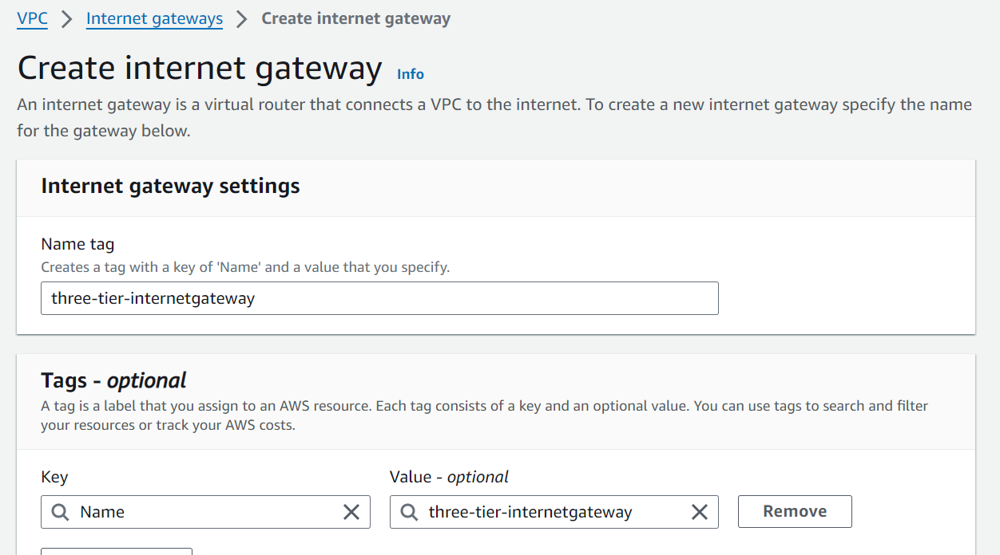 VPC > Internet gateways > Create internet gateway
Create internet gateway Info
An internet gateway is a virtual router that connects a VPC to the internet. To create a new internet gateway specify the name
for the gateway below.
Internet gateway settings
Name tag
Creates a tag with a key of 'Name' and a value that you specify.
three-tier-internetgateway
Tags - optional
A tag is a label that you assign to an AWS resource. Each tag consists of a key and an optional value. You can use tags to search and filter
your resources or track your AWS costs.
Key Value - optional
Name three-tier-internetgateway Remove